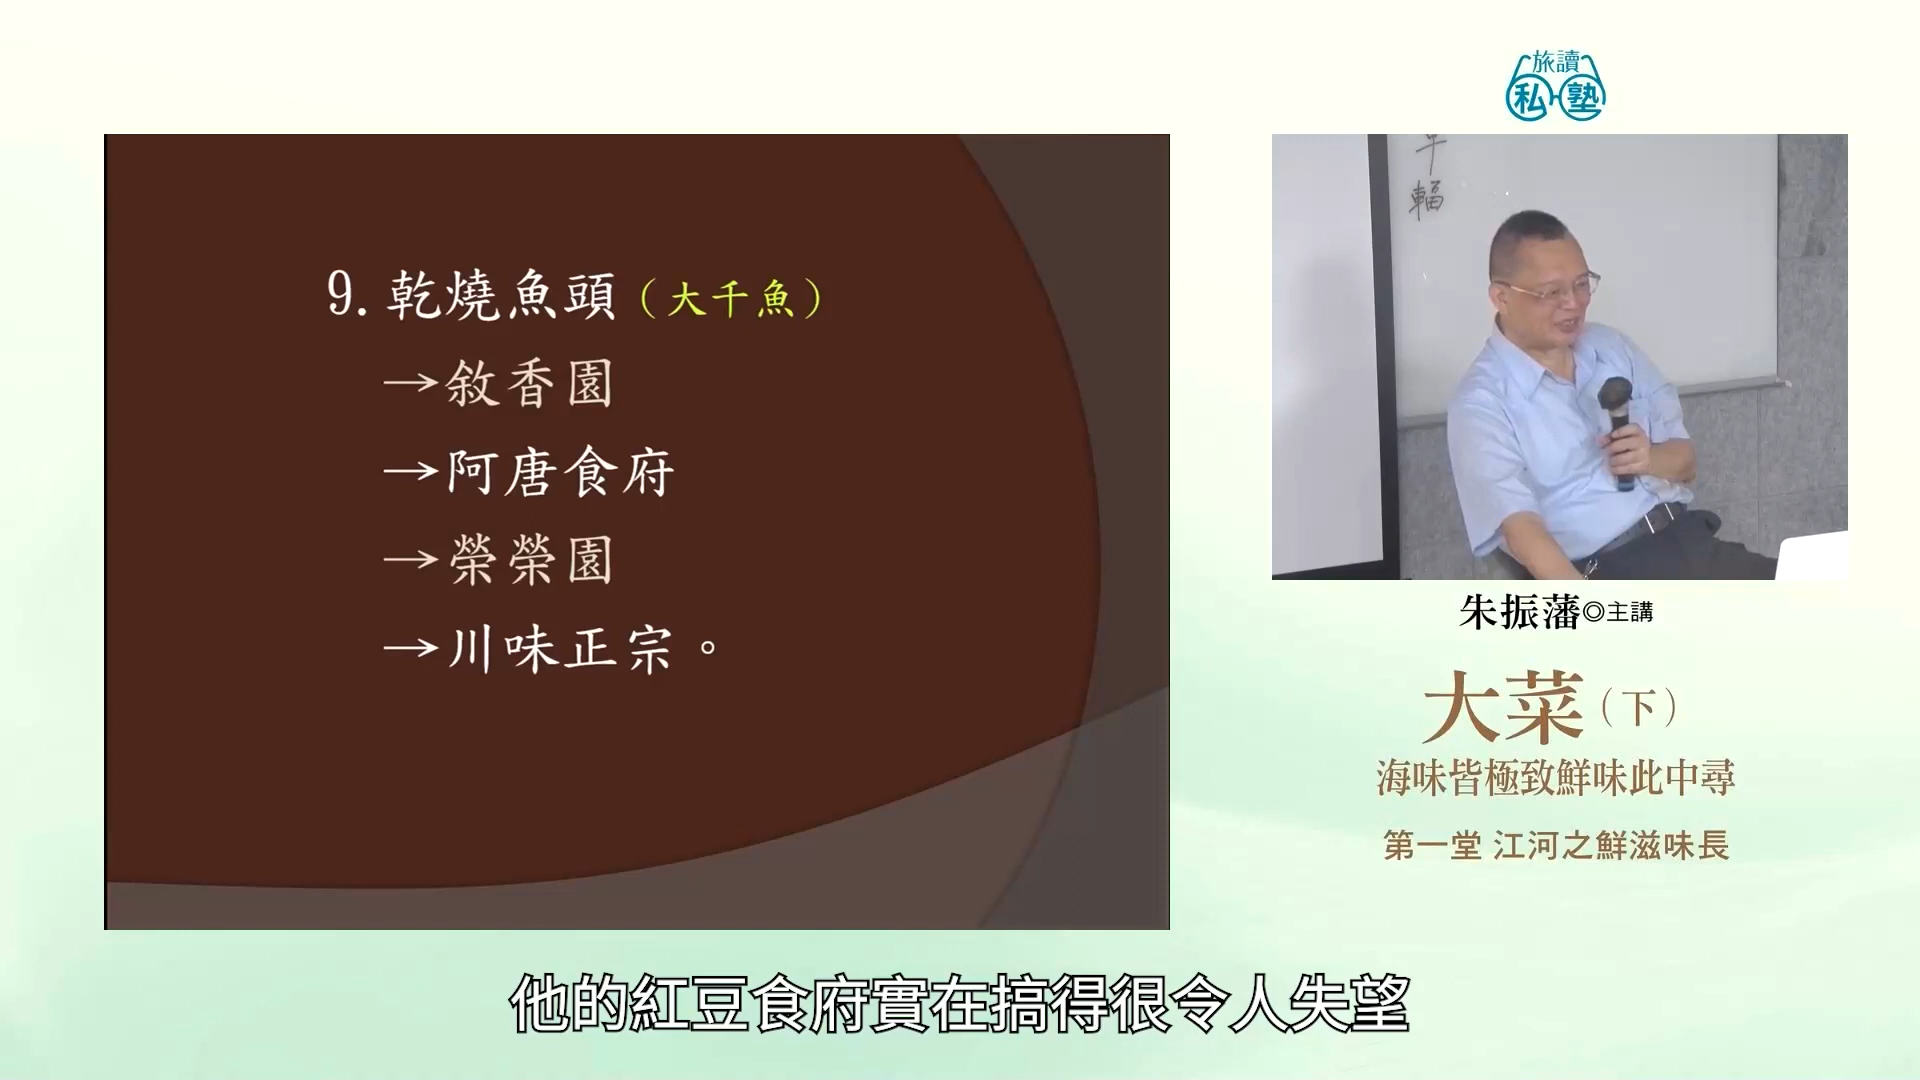 旅讀
私塾
9. 乾燒魚頭（大千魚）
→敘香園
→阿唐食府
→榮榮園
→川味正宗。
輻
朱振藩◎主講
大菜（下）
海味皆極致鮮味此中尋
第一堂 江河之鮮滋味長
他的紅豆食府實在搞得很令人失望